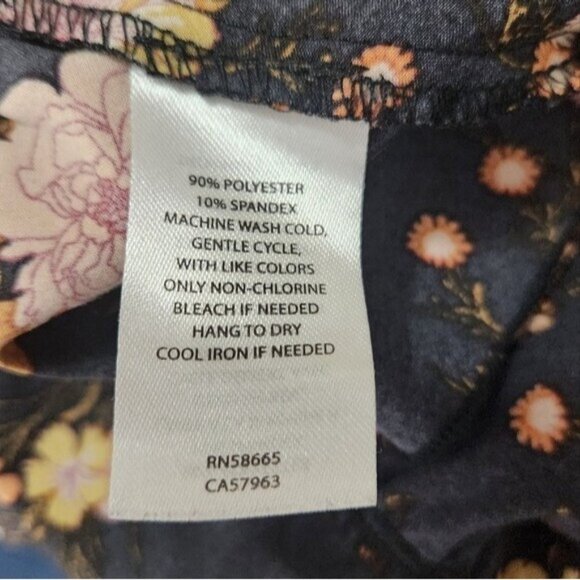 90% POLYESTER
10% SPANDEX
MACHINE WASH COLD,
GENTLE CYCLE,
WITH LIKE COLORS
ONLY NON-CHLORINE
BLEACH IF NEEDED
HANG TO DRY
COOL IRON IF NEEDED
RN58665
CA57963